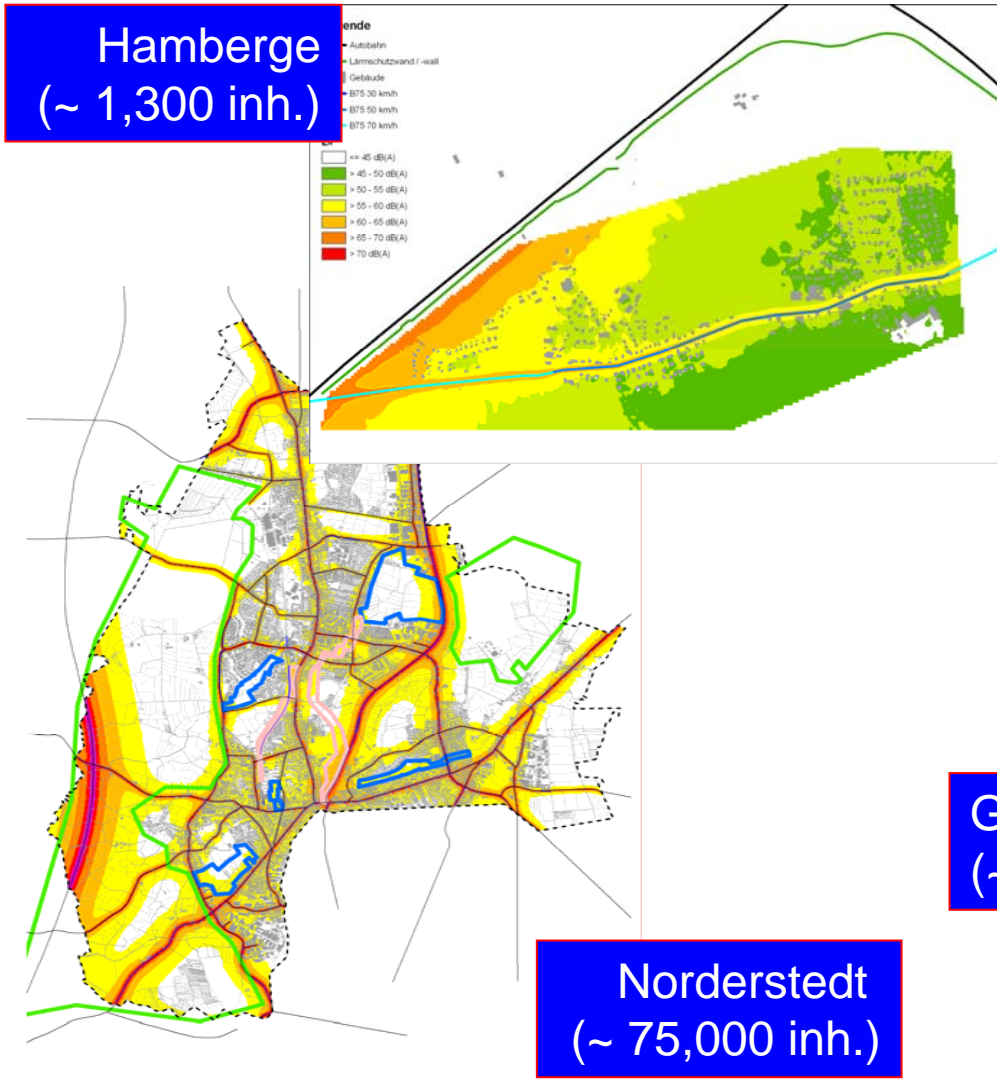 Hamberge
(~ 1,300 inh.)
ende
Autobahn
Lärmschutzwand / -wall
Gebäude
B75 30 km/h
B75 50 km/h
B75 70 km/h
<= 45 dB(A)
> 45 - 50 dB(A)
> 50 - 55 dB(A)
> 55 - 60 dB(A)
> 60 - 65 dB(A)
> 65 - 70 dB(A)
> 70 dB(A)
G
(~
Norderstedt
(~ 75,000 inh.)